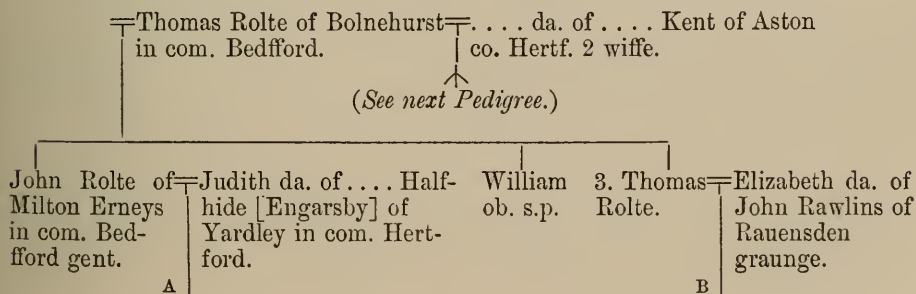 Thomas Rolte of Bolnehurst
in com. Bedfford.
. . . . da. of . . . . Kent of Aston
co. Hertf. 2 wiffe.
(See next Pedigree.)
John Rolte of
Milton Erneys
in com. Bed-
fford gent.
Judith da. of . . . . Half-
hide [Engarsby] of
Yardley in com. Hert-
ford.
William
ob. s.p.
3. Thomas
Rolte.
Elizabeth da. of
John Rawlins of
Rauensden
graunge.
A
B